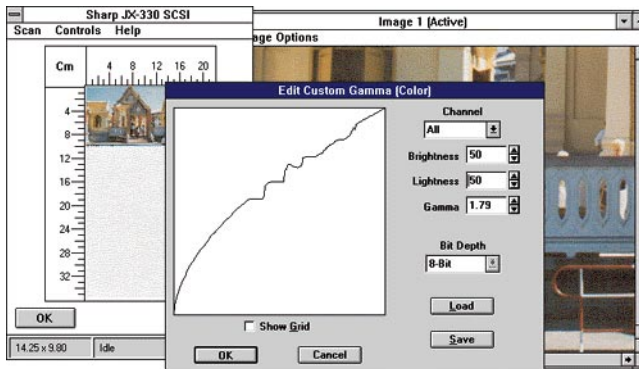 Sharp JX-330 SCSI
Scan Controls Help
Cm 4 8 12 16 20
4
8
12
16
20
24
28
32
OK
14.25 x 9.80 Idle
Image 1 (Active)
age Options
Edit Custom Gamma (Color)
Channel
All
Brightness 50
Lightness 50
Gamma 1.79
Bit Depth
8-Bit
Load
Save
Show Grid
OK Cancel